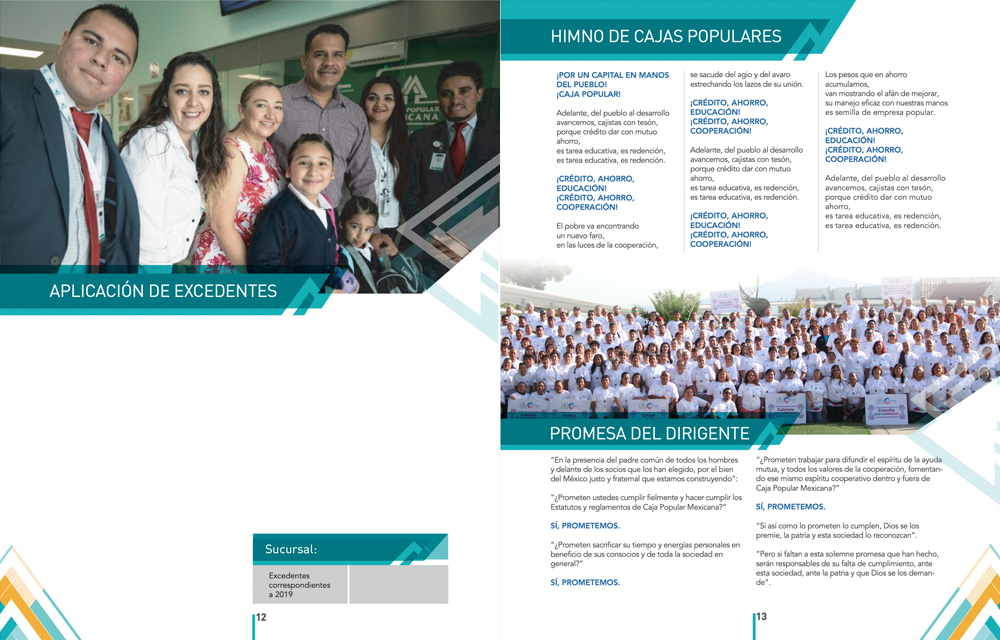 POPULAR
ICANA
APLICACIÓN DE EXCEDENTES
Sucursal:
Excedentes
correspondientes
a 2019
12
HIMNO DE CAJAS POPULARES
¡POR UN CAPITAL EN MANOS
DEL PUEBLO!
¡CAJA POPULAR!
Adelante, del pueblo al desarrollo
avancemos, cajistas con tesón,
porque crédito dar con mutuo
ahorro,
es tarea educativa, es redención,
es tarea educativa, es redención.
¡CRÉDITO, AHORRO,
EDUCACIÓN!
¡CRÉDITO, AHORRO,
COOPERACIÓN!
El pobre va encontrando
un nuevo faro,
en las luces de la cooperación,
se sacude del agio y del avaro
estrechando los lazos de su unión.
¡CRÉDITO, AHORRO,
EDUCACIÓN!
¡CRÉDITO, AHORRO,
COOPERACIÓN!
Adelante, del pueblo al desarrollo
avancemos, cajistas con tesón,
porque crédito dar con mutuo
ahorro,
es tarea educativa, es redención,
es tarea educativa, es redención.
¡CRÉDITO, AHORRO,
EDUCACIÓN!
¡CRÉDITO, AHORRO,
COOPERACIÓN!
Los pesos que en ahorro
acumulamos,
van mostrando el afán de mejorar,
su manejo eficaz con nuestras manos
es semilla de empresa popular.
¡CRÉDITO, AHORRO,
EDUCACIÓN!
¡CRÉDITO, AHORRO,
COOPERACIÓN!
Adelante, del pueblo al desarrollo
avancemos, cajistas con tesón,
porque crédito dar con mutuo
ahorro,
es tarea educativa, es redención,
es tarea educativa, es redención.
PROMESA DEL DIRIGENTE
"En la presencia del padre común de todos los hombres
y delante de los socios que los han elegido, por el bien
del México justo y fraternal que estamos construyendo":
"¿Prometen ustedes cumplir fielmente y hacer cumplir los
Estatutos y reglamentos de Caja Popular Mexicana?"
SÍ, PROMETEMOS.
"¿Prometen sacrificar su tiempo y energías personales en
beneficio de sus consocios y de toda la sociedad en
general?"
SÍ, PROMETEMOS.
"¿Prometen trabajar para difundir el espíritu de la ayuda
mutua, y todos los valores de la cooperación, fomentan-
do ese mismo espíritu cooperativo dentro y fuera de
Caja Popular Mexicana?"
SÍ, PROMETEMOS.
"Si así como lo prometen lo cumplen, Dios se los
premie, la patria y esta sociedad lo reconozcan".
"Pero si faltan a esta solemne promesa que han hecho,
serán responsables de su falta de cumplimiento, ante
esta sociedad, ante la patria y que Dios se los deman-
de".
13